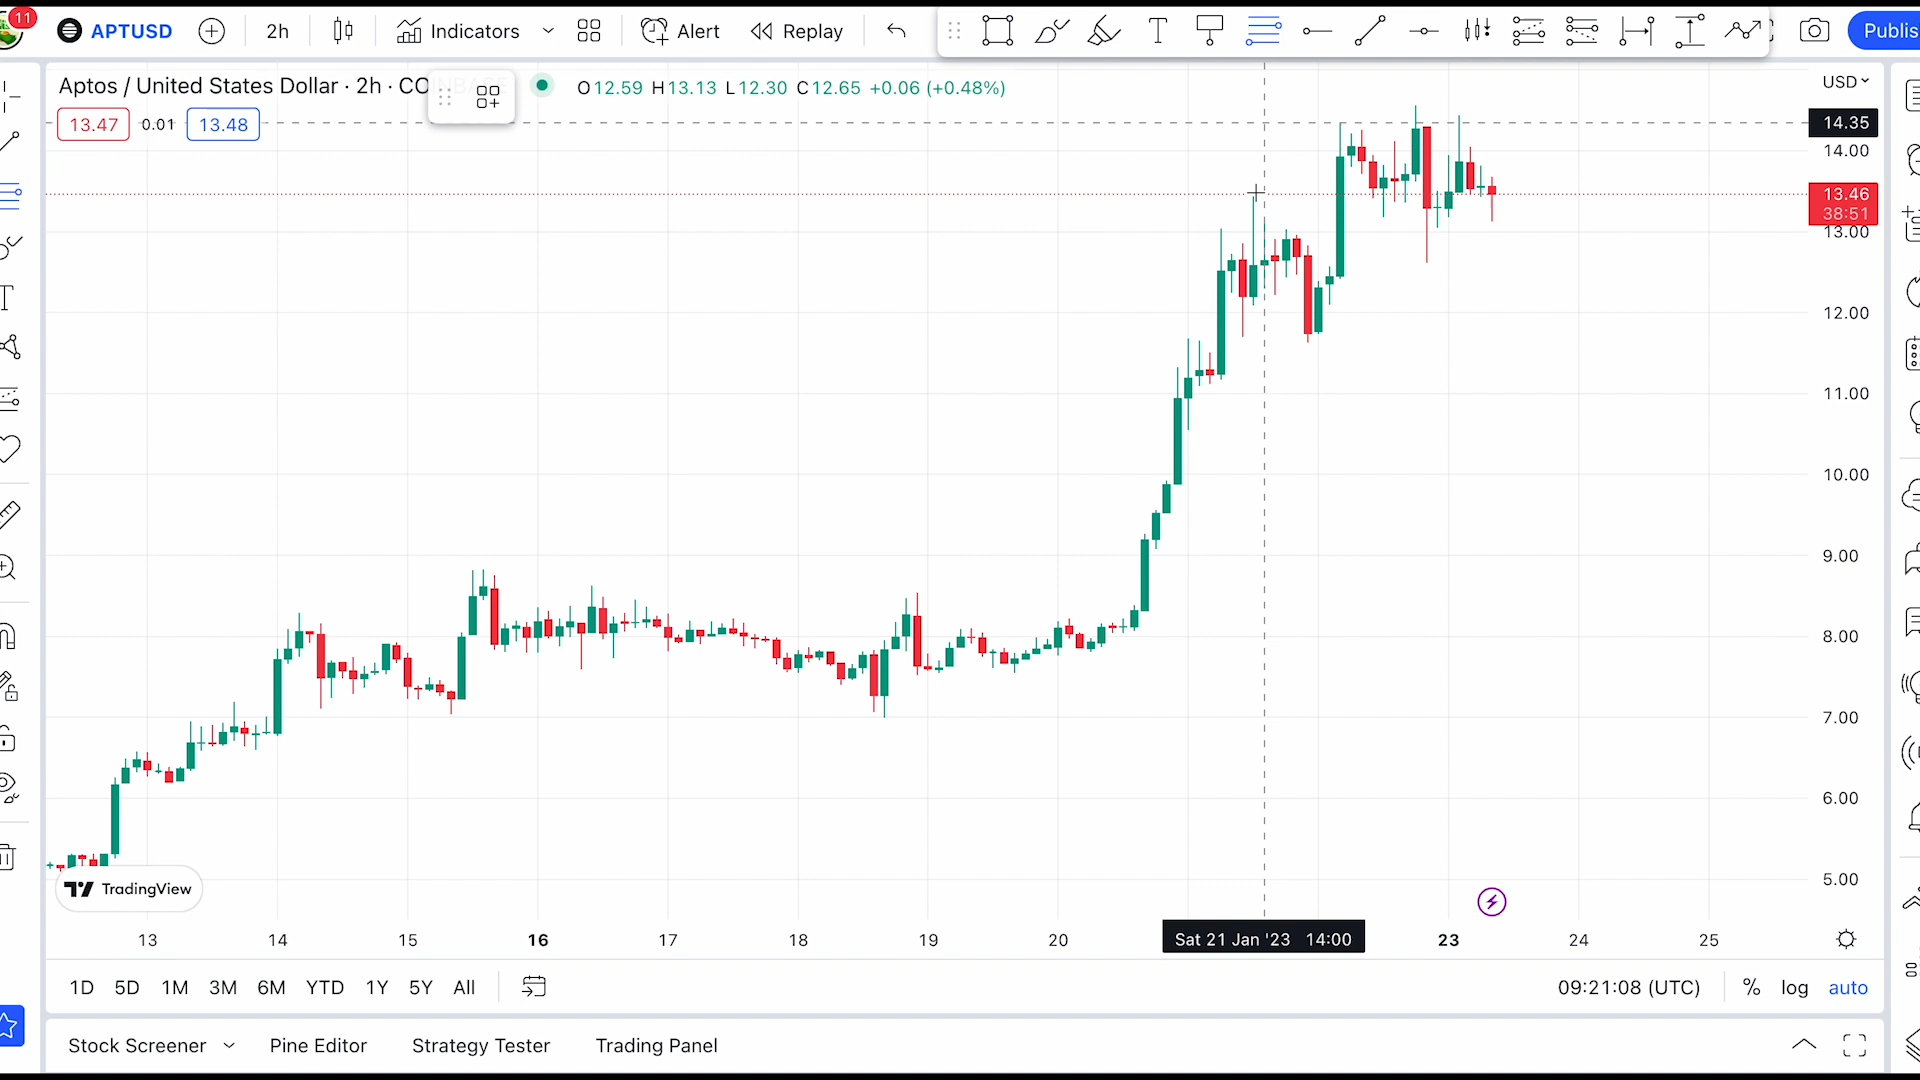 11
APTUSD 2h Indicators Alert Replay Publis
Aptos / United States Dollar · 2h · CO
O12.59 H13.13 L12.30 C12.65 +0.06 (+0.48%)
USD
13.47 0.01 13.48
14.35
14.00
13.46
38:51
13.00
12.00
11.00
10.00
9.00
8.00
7.00
6.00
5.00
TradingView
13 14 15 16 17 18 19 20 Sat 21 Jan '23 14:00 23 24 25
1D 5D 1M 3M 6M YTD 1Y 5Y All 09:21:08 (UTC) % log auto
Stock Screener Pine Editor Strategy Tester Trading Panel